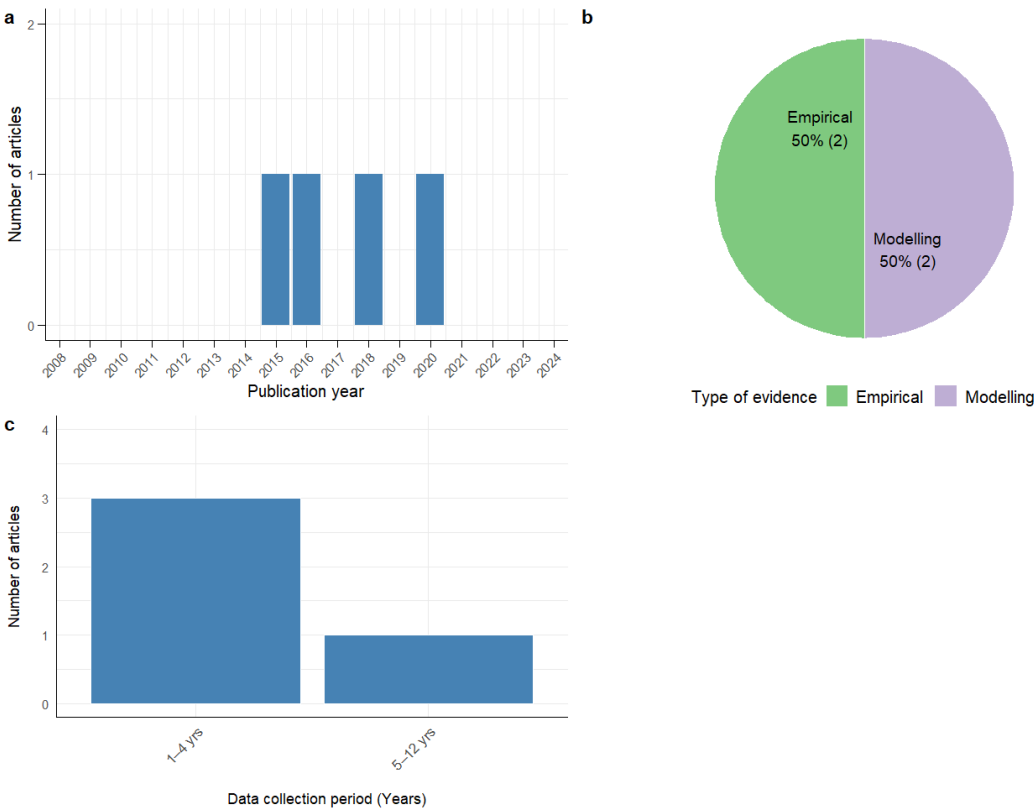 a
2
1
0
Number of articles
2008 2009 2010 2011 2012 2013 2014 2015 2016 2017 2018 2019 2020 2021 2022 2023 2024
Publication year
b
Empirical
50% (2)
Modelling
50% (2)
Type of evidence Empirical Modelling
c
4
3
2
1
0
Number of articles
1–4 yrs 5–12 yrs
Data collection period (Years)